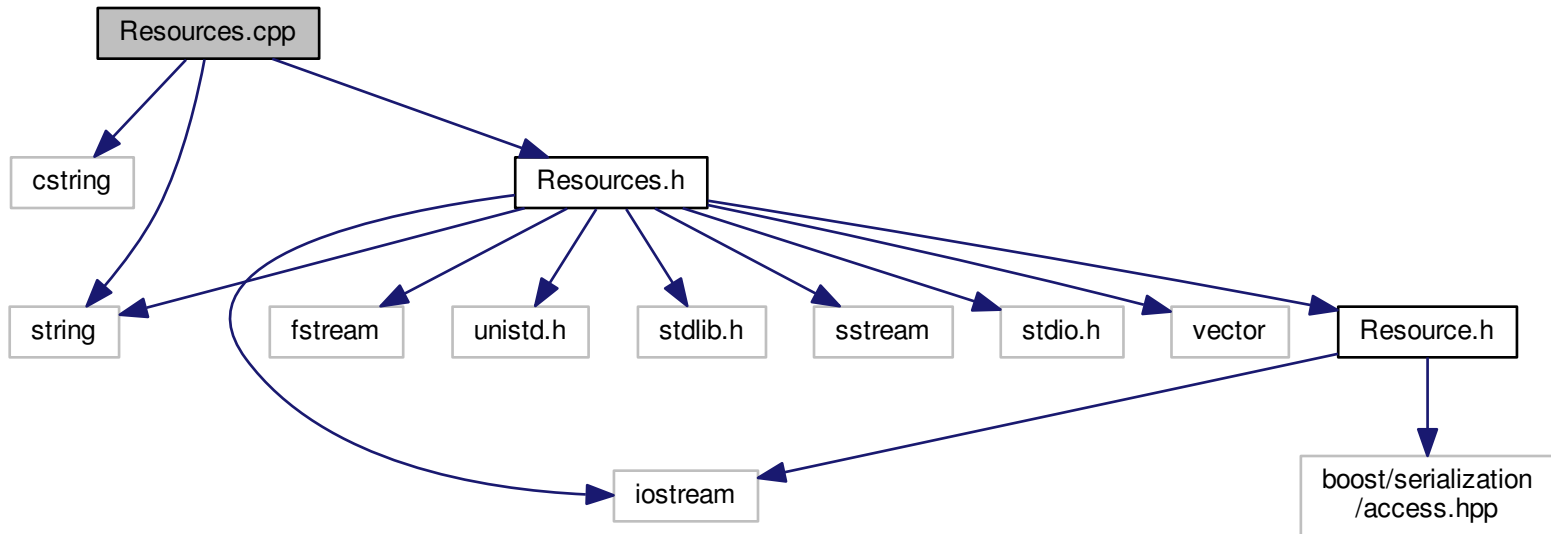 Resources.cpp
cstring
Resources.h
string
fstream
unistd.h
stdlib.h
sstream
stdio.h
vector
Resource.h
iostream
boost/serialization
/access.hpp